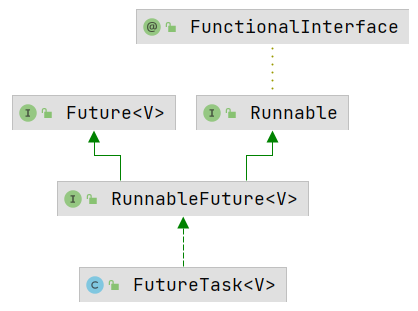 @ FunctionalInterface
I Future<V>
I Runnable
I RunnableFuture<V>
C FutureTask<V>